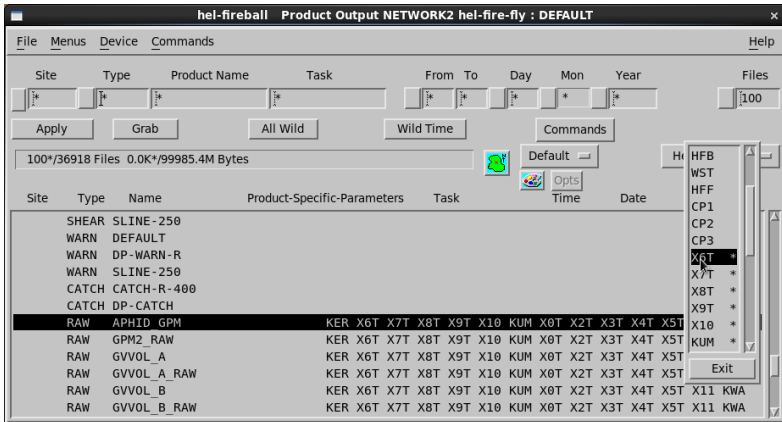 hel-fireball Product Output NETWORK2 hel-fire-fly : DEFAULT ×
File Menus Device Commands Help
Site Type Product Name Task From To Day Mon Year Files
* * * * * * * * * 100
Apply Grab All Wild Wild Time Commands
100*/36918 Files 0.0K*/99985.4M Bytes Default
Opts
Site Type Name Product-Specific-Parameters Task Time Date
SHEAR SLINE-250
WARN DEFAULT
WARN DP-WARN-R
WARN SLINE-250
CATCH CATCH-R-400
CATCH DP-CATCH
RAW APHID_GPM KER X6T X7T X8T X9T X10 KUM X0T X2T X3T X4T X5T
RAW GPM2_RAW KER X6T X7T X8T X9T X10 KUM X0T X2T X3T X4T X5T
RAW GVVOL_A KER X6T X7T X8T X9T X10 KUM X0T X2T X3T X4T X5T
RAW GVVOL_A_RAW KER X6T X7T X8T X9T X10 KUM X0T X2T X3T X4T X5T
RAW GVVOL_B KER X6T X7T X8T X9T X10 KUM X0T X2T X3T X4T X5T X11 KWA
RAW GVVOL_B_RAW KER X6T X7T X8T X9T X10 KUM X0T X2T X3T X4T X5T X11 KWA
HFB
WST
HFF
CP1
CP2
CP3
X6T *
X7T *
X8T *
X9T *
X10 *
KUM *
Exit